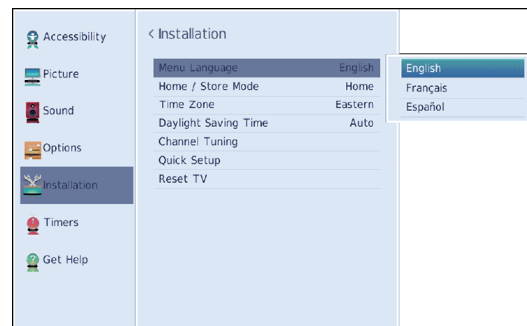 Accessibility
Picture
Sound
Options
Installation
Timers
Get Help
< Installation
Menu Language English
Home / Store Mode Home
Time Zone Eastern
Daylight Saving Time Auto
Channel Tuning
Quick Setup
Reset TV
English
Français
Español